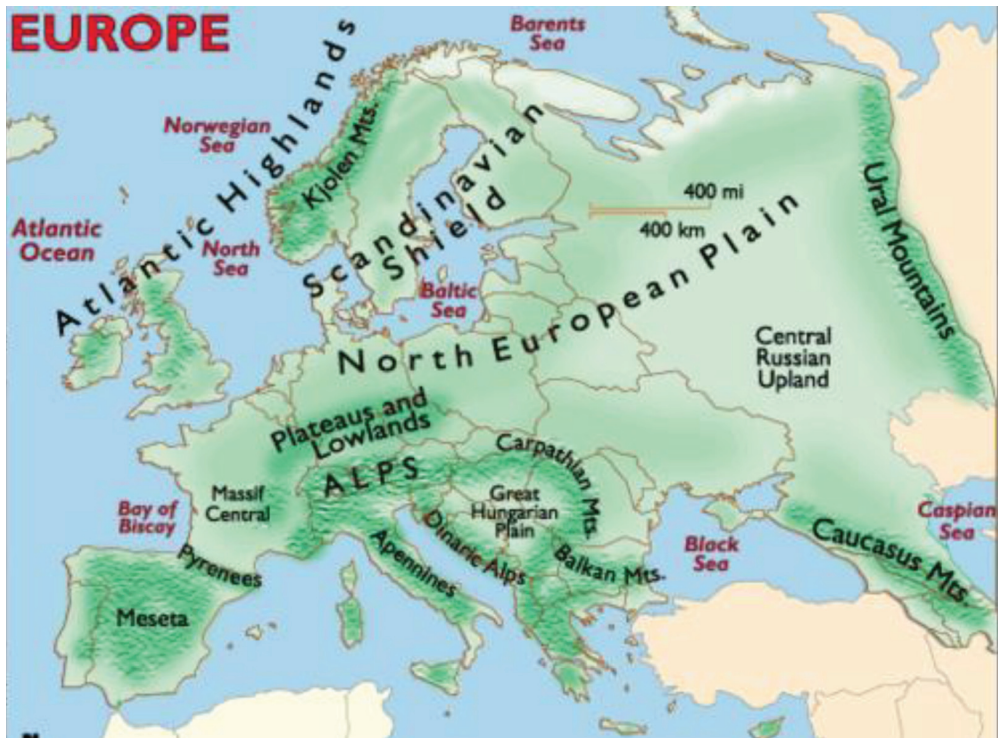 EUROPE
Barents
Sea
Atlantic Highlands
Norwegian
Sea
Kjolen Mts.
Scandinavian
Shield
400 mi
400 km
Ural Mountains
Atlantic
Ocean
North
Sea
Baltic
Sea
North European Plain
Central
Russian
Upland
Plateaus and
Lowlands
Carpathian Mts.
ALPS
Massif
Central
Great
Hungarian
Plain
Bay of
Biscay
Caspian
Sea
Pyrenees
Apennines
Dinaric Alps
Balkan Mts.
Black
Sea
Caucasus Mts.
Meseta